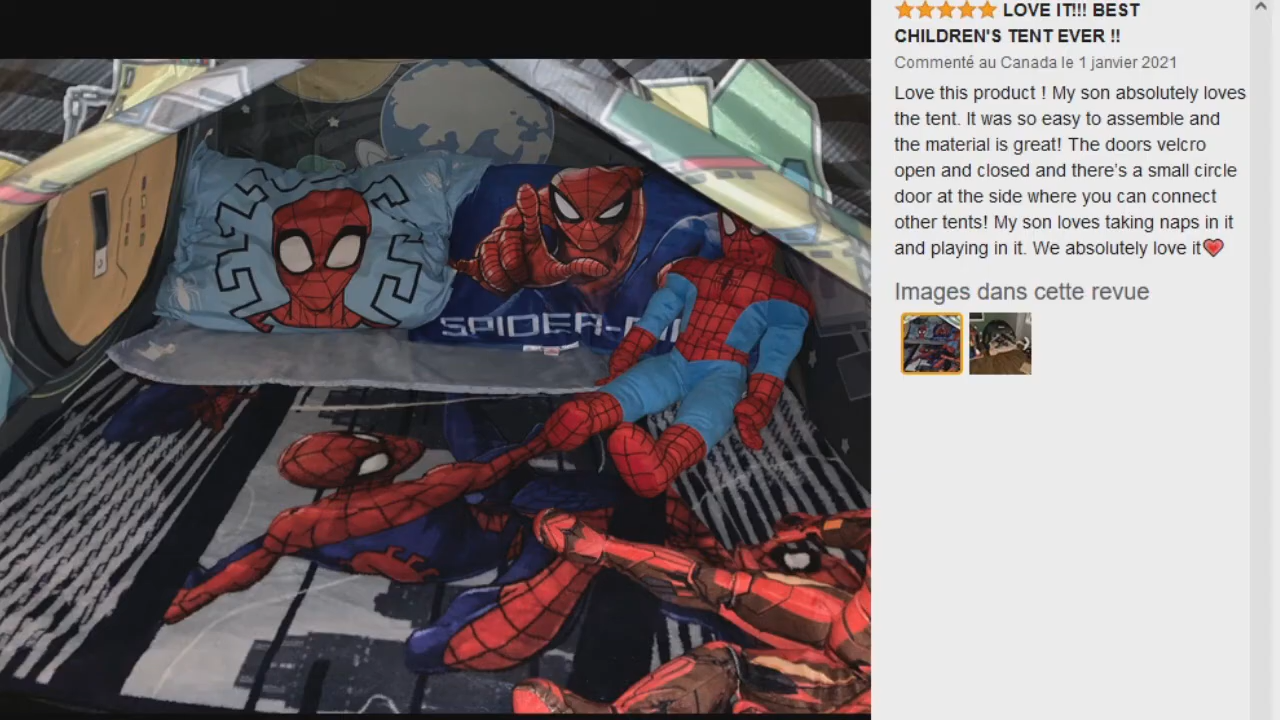 LOVE IT!!! BEST
CHILDREN'S TENT EVER !!
Commenté au Canada le 1 janvier 2021
Love this product ! My son absolutely loves
the tent. It was so easy to assemble and
the material is great! The doors velcro
open and closed and there's a small circle
door at the side where you can connect
other tents! My son loves taking naps in it
and playing in it. We absolutely love it❤
Images dans cette revue